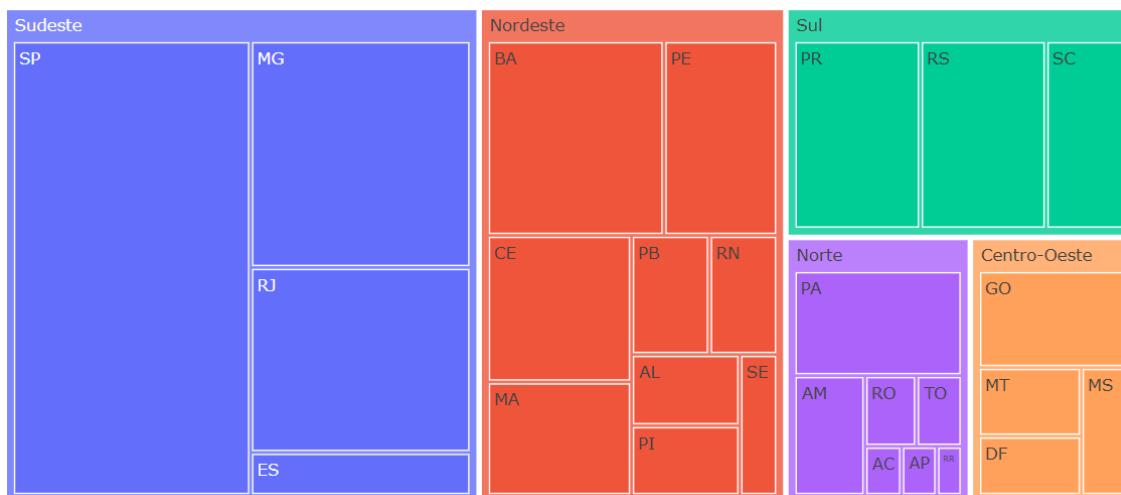 Sudeste
SP
MG
RJ
ES
Nordeste
BA
PE
CE
PB
RN
MA
AL
SE
PI
Sul
PR
RS
SC
Norte
PA
AM
RO
TO
AC
AP
RR
Centro-Oeste
GO
MT
MS
DF